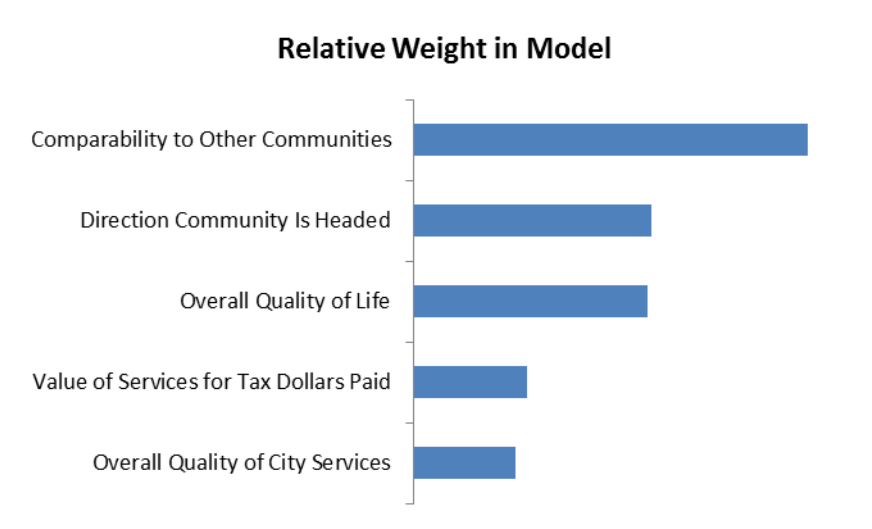 Relative Weight in Model
Comparability to Other Communities
Direction Community Is Headed
Overall Quality of Life
Value of Services for Tax Dollars Paid
Overall Quality of City Services